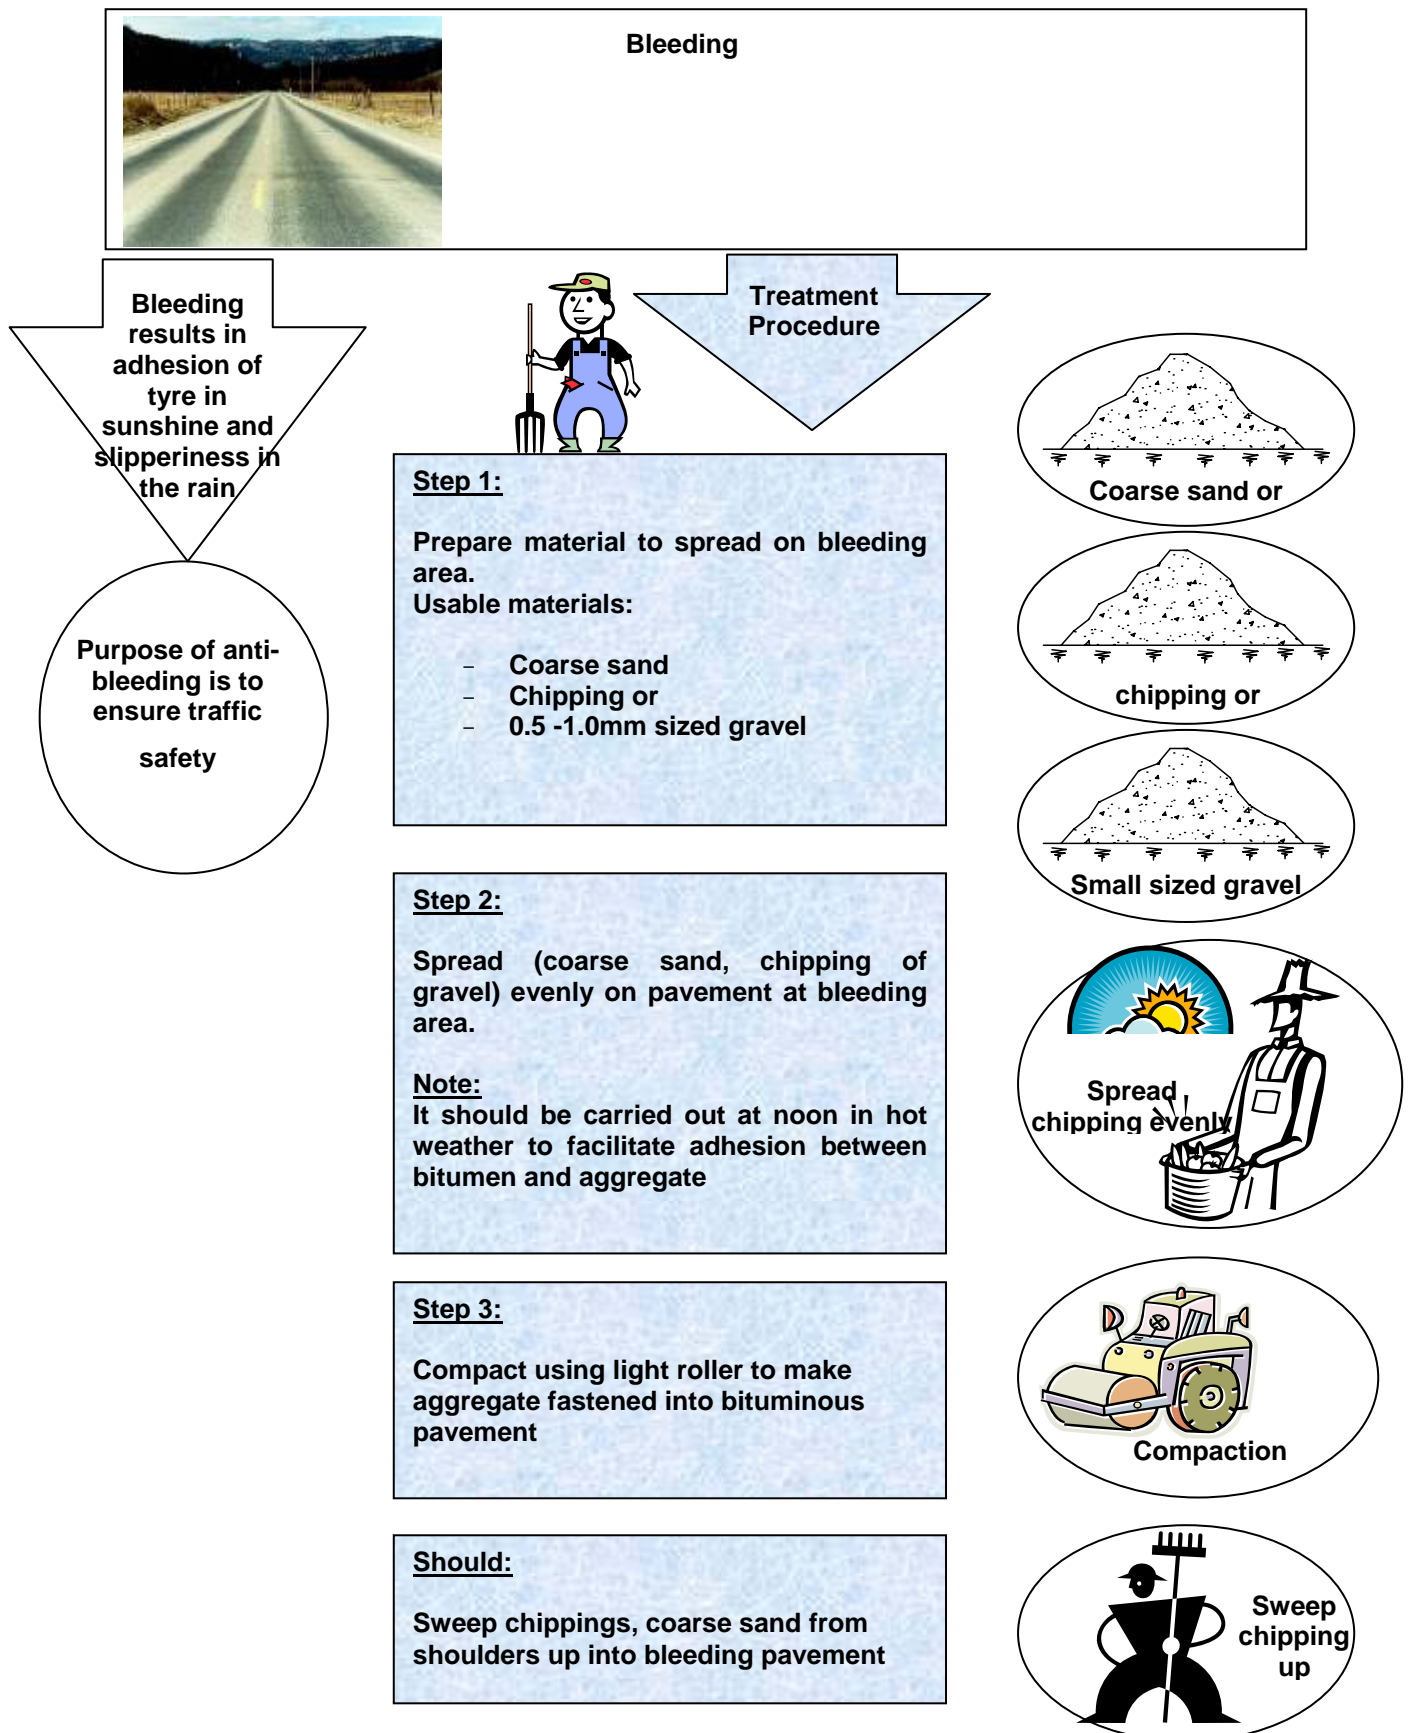 Bleeding
Bleeding
results in
adhesion of
tyre in
sunshine and
slipperiness in
the rain
Purpose of anti-
bleeding is to
ensure traffic
safety
Treatment
Procedure
Step 1:
Prepare material to spread on bleeding
area.
Usable materials:
- Coarse sand
- Chipping or
- 0.5 -1.0mm sized gravel
Coarse sand or
chipping or
Small sized gravel
Step 2:
Spread (coarse sand, chipping of
gravel) evenly on pavement at bleeding
area.
Note:
It should be carried out at noon in hot
weather to facilitate adhesion between
bitumen and aggregate
Spread
chipping evenly
Step 3:
Compact using light roller to make
aggregate fastened into bituminous
pavement
Compaction
Should:
Sweep chippings, coarse sand from
shoulders up into bleeding pavement
Sweep
chipping
up